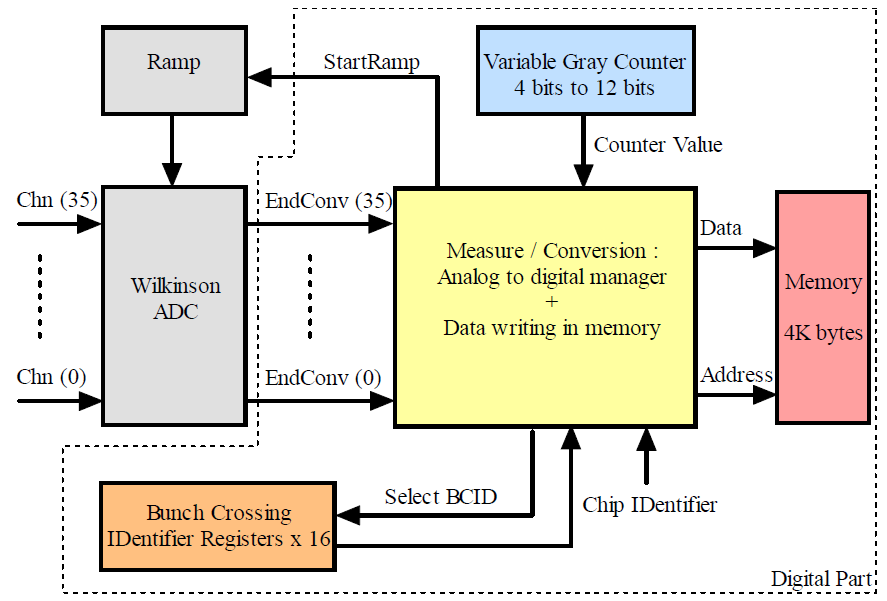 Ramp
StartRamp
Variable Gray Counter
4 bits to 12 bits
Counter Value
Chn (35)
EndConv (35)
Data
Measure / Conversion :
Analog to digital manager
+
Data writing in memory
Wilkinson
ADC
Memory
4K bytes
Chn (0)
EndConv (0)
Address
Select BCID
Chip IDentifier
Bunch Crossing
IDentifier Registers x 16
Digital Part